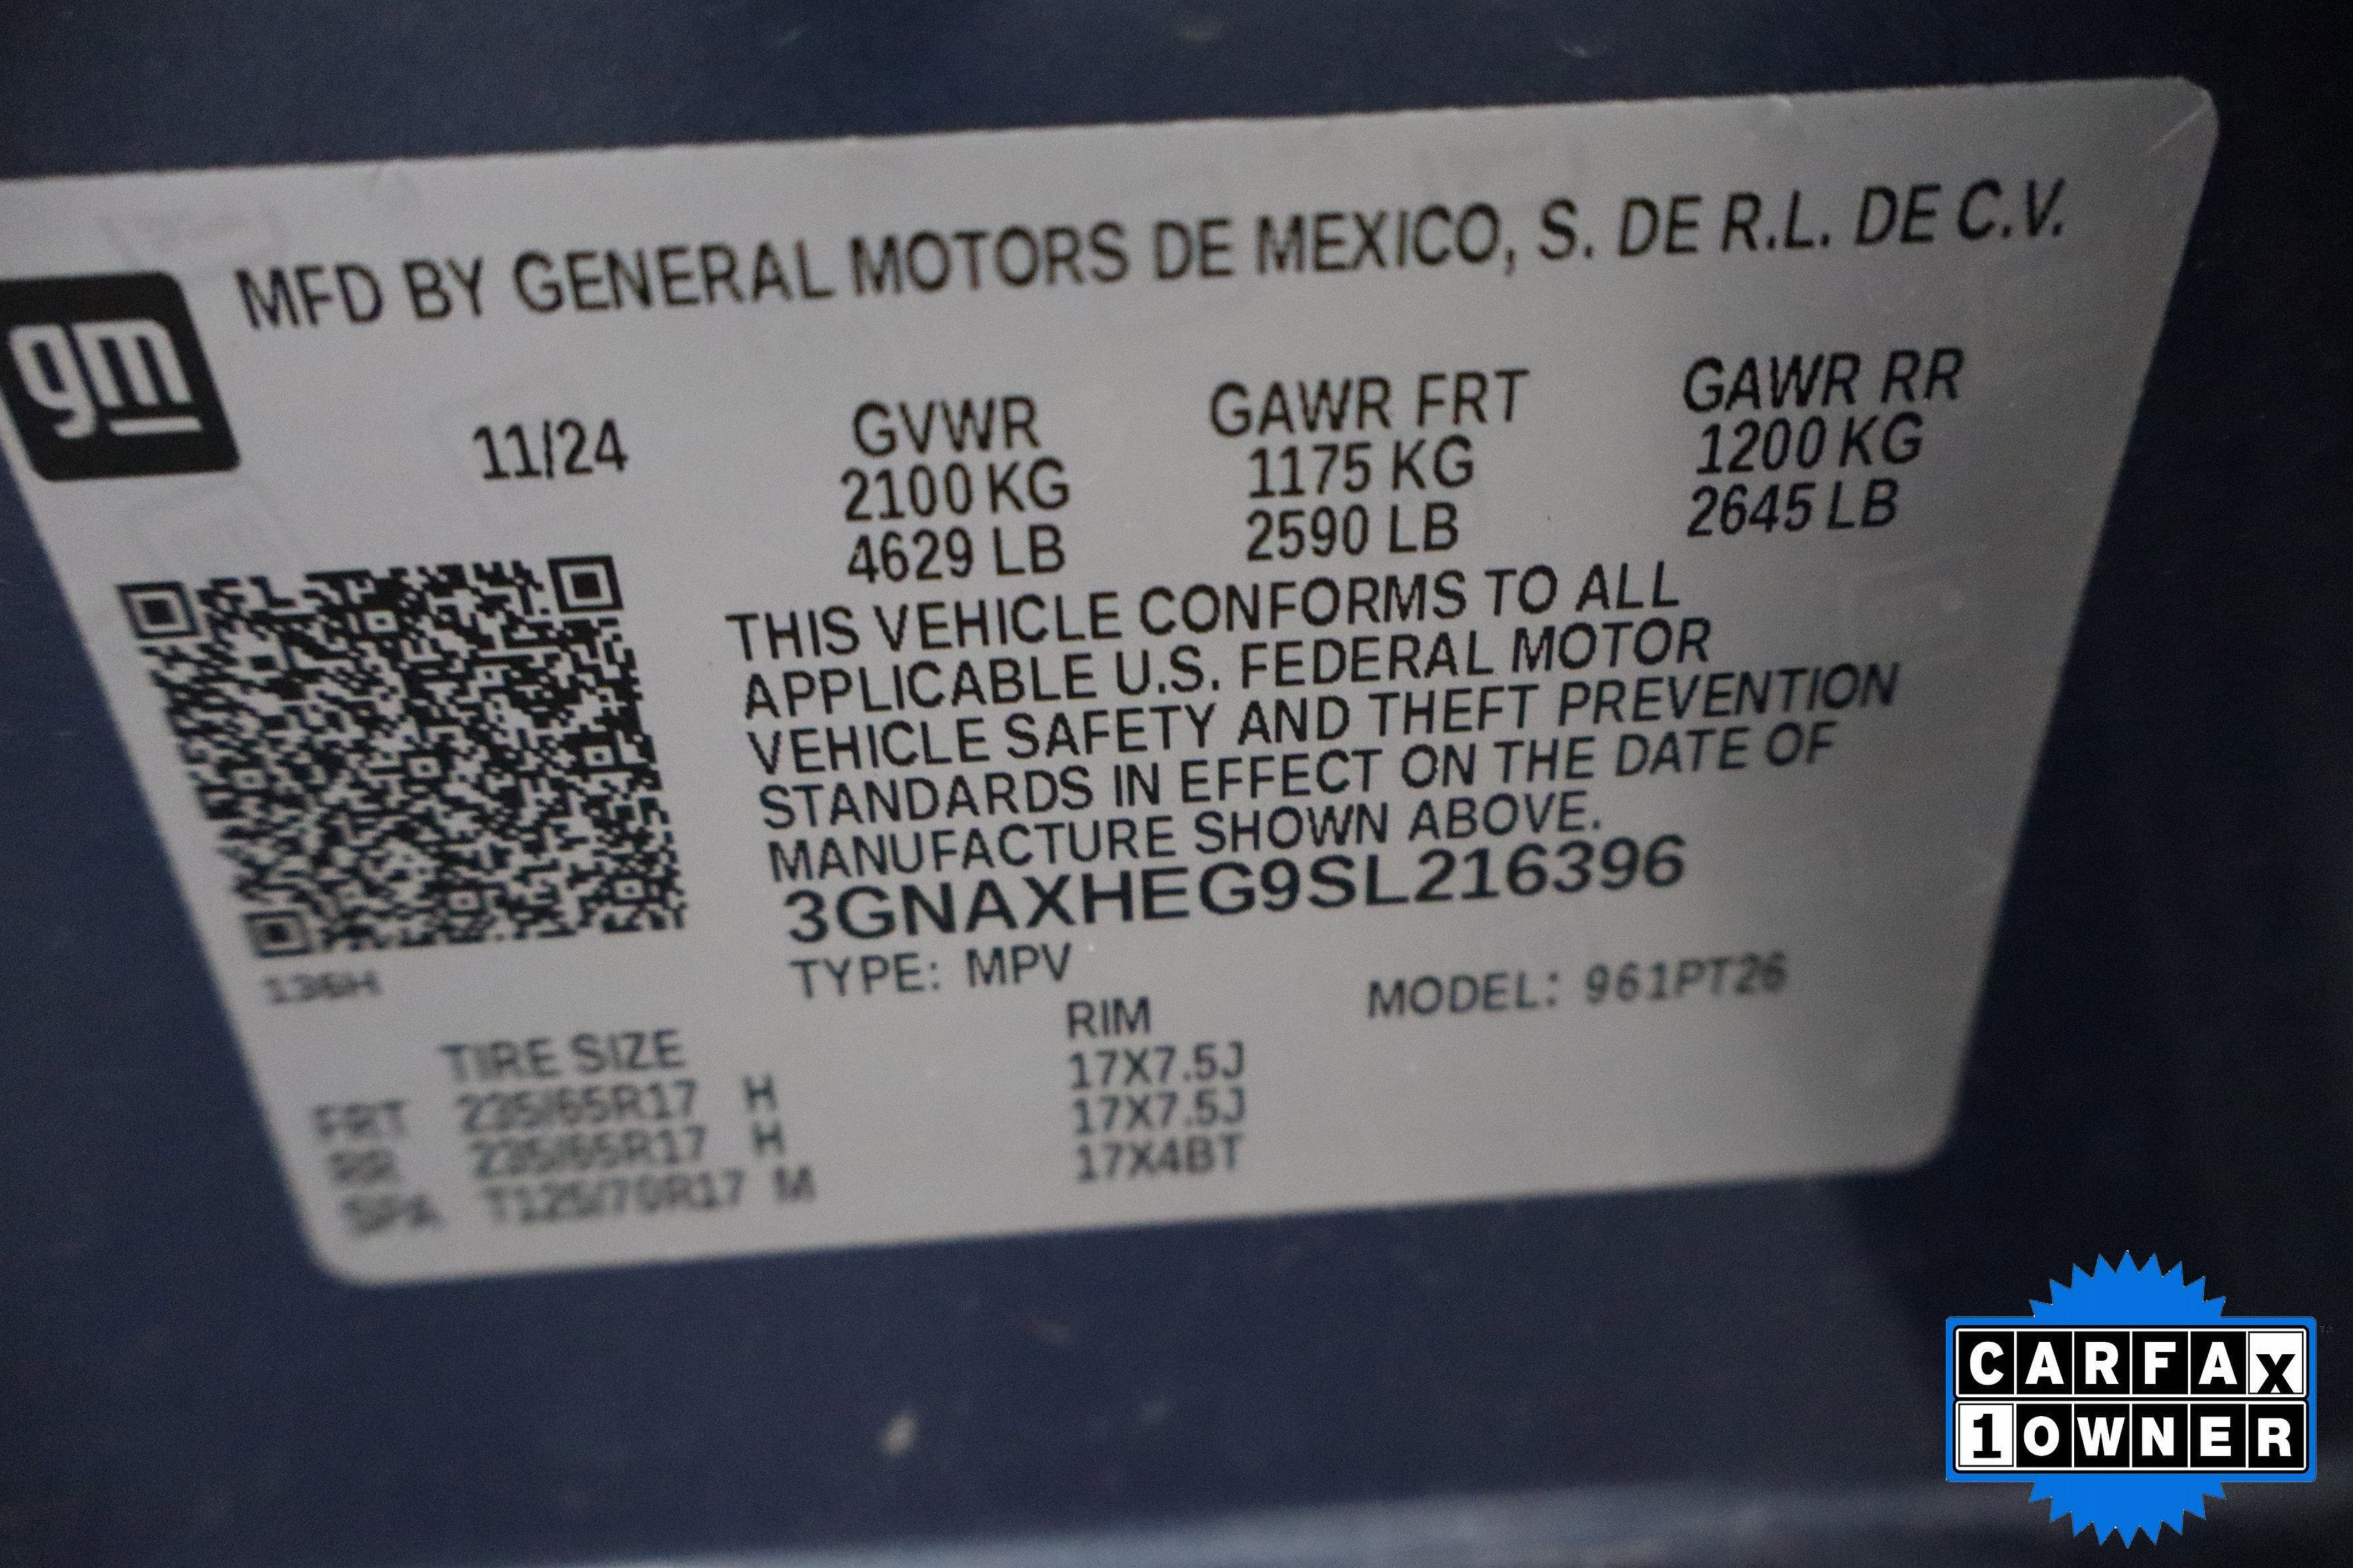 MFD BY GENERAL MOTORS DE MEXICO, S. DE R.L. DE C.V.
gm
11/24
GVWR GAWR FRT GAWR RR
2100 KG 1175 KG 1200 KG
4629 LB 2590 LB 2645 LB
THIS VEHICLE CONFORMS TO ALL
APPLICABLE U.S. FEDERAL MOTOR
VEHICLE SAFETY AND THEFT PREVENTION
STANDARDS IN EFFECT ON THE DATE OF
MANUFACTURE SHOWN ABOVE.
3GNAXHEG9SL216396
136H
TYPE: MPV MODEL: 961PT26
TIRE SIZE RIM
FRT 235/65R17 H 17X7.5J
RR 235/65R17 H 17X7.5J
SPA T125/70R17 M 17X4BT
CARFAX
1 OWNER